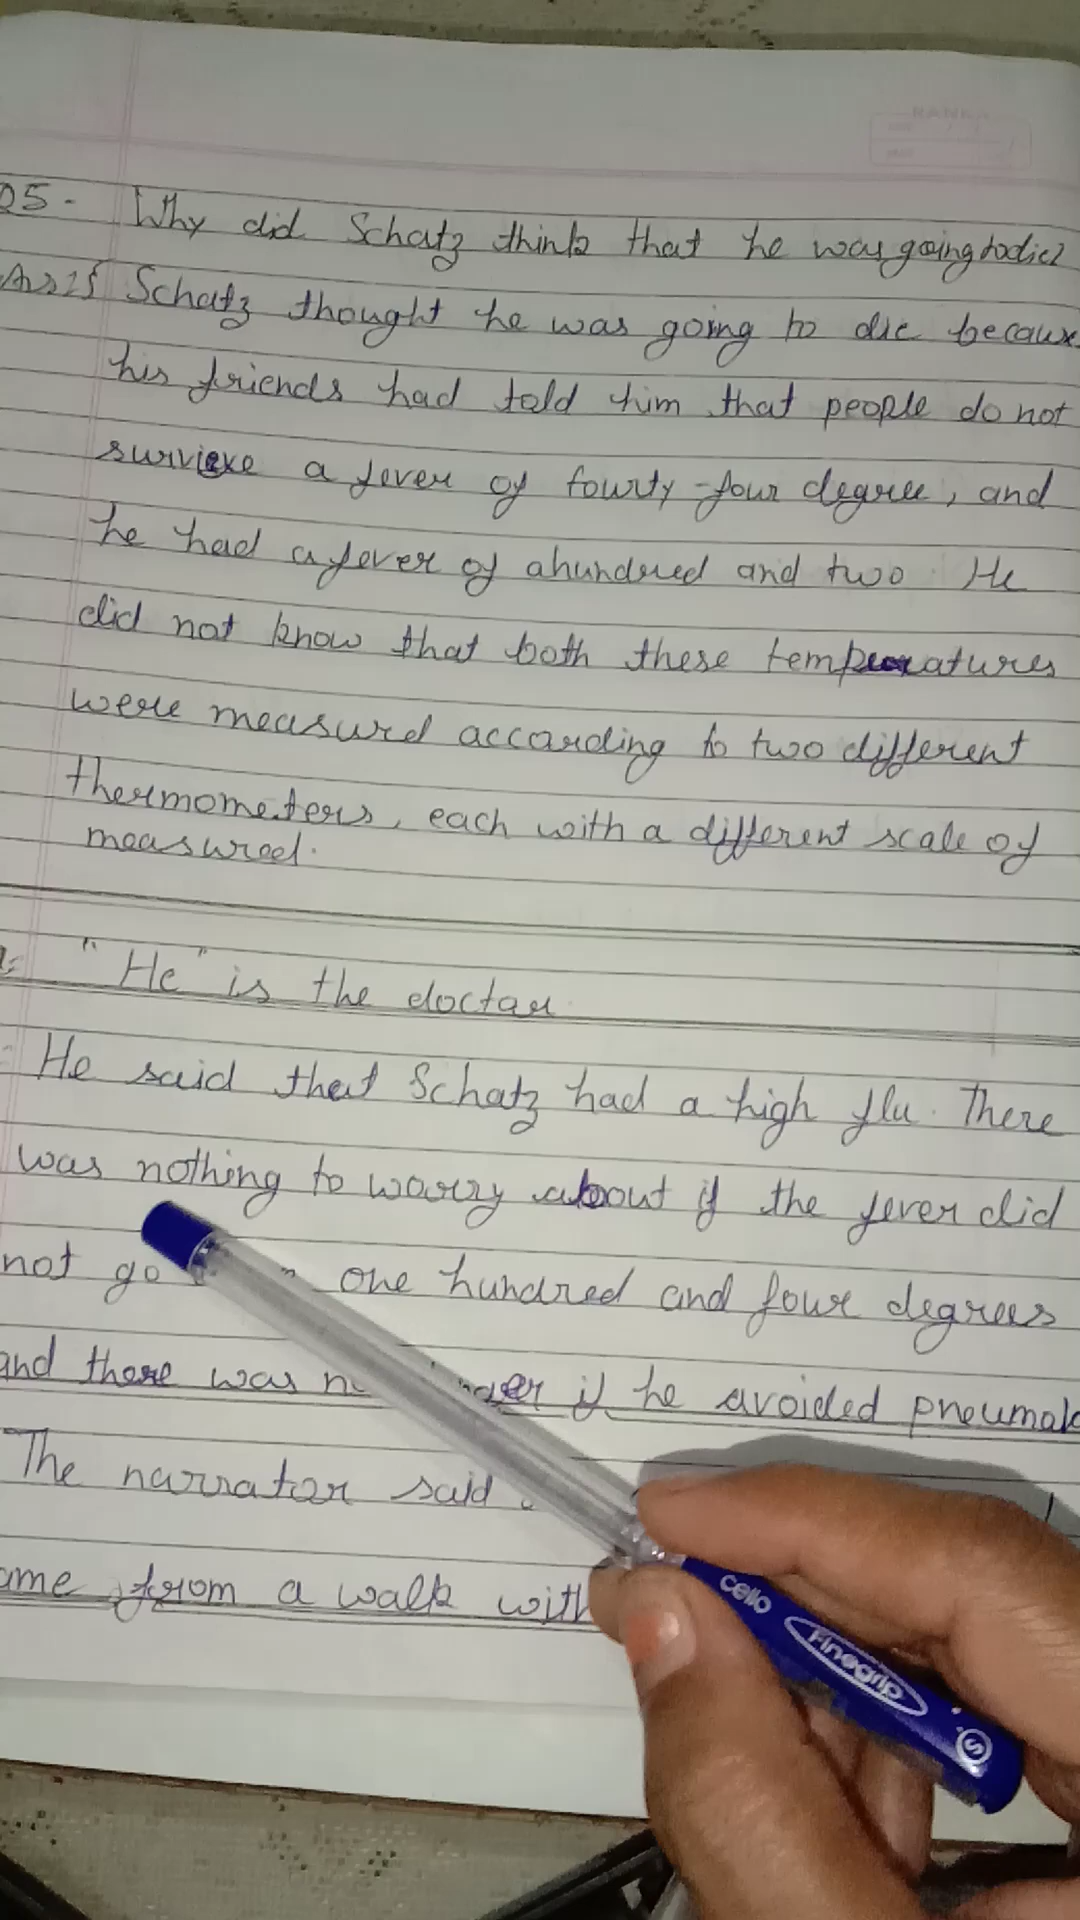 Q5- Why did Schatz think that he was going to die?
Ans:5 Schatz thought he was going to die because
his friends had told him that people do not
survive a fever of fourty-four degree, and
he had a fever of a hundred and two. He
did not know that both these temperatures
were measurd according to two different
thermometers, each with a different scale of
measured.
"He" is the doctor
He said that Schatz had a high flu. There
was nothing to worry about if the fever did
not go one hundred and four degrees
and there was if he avoided
The narrator said
from a walk with
cello
Finegrip